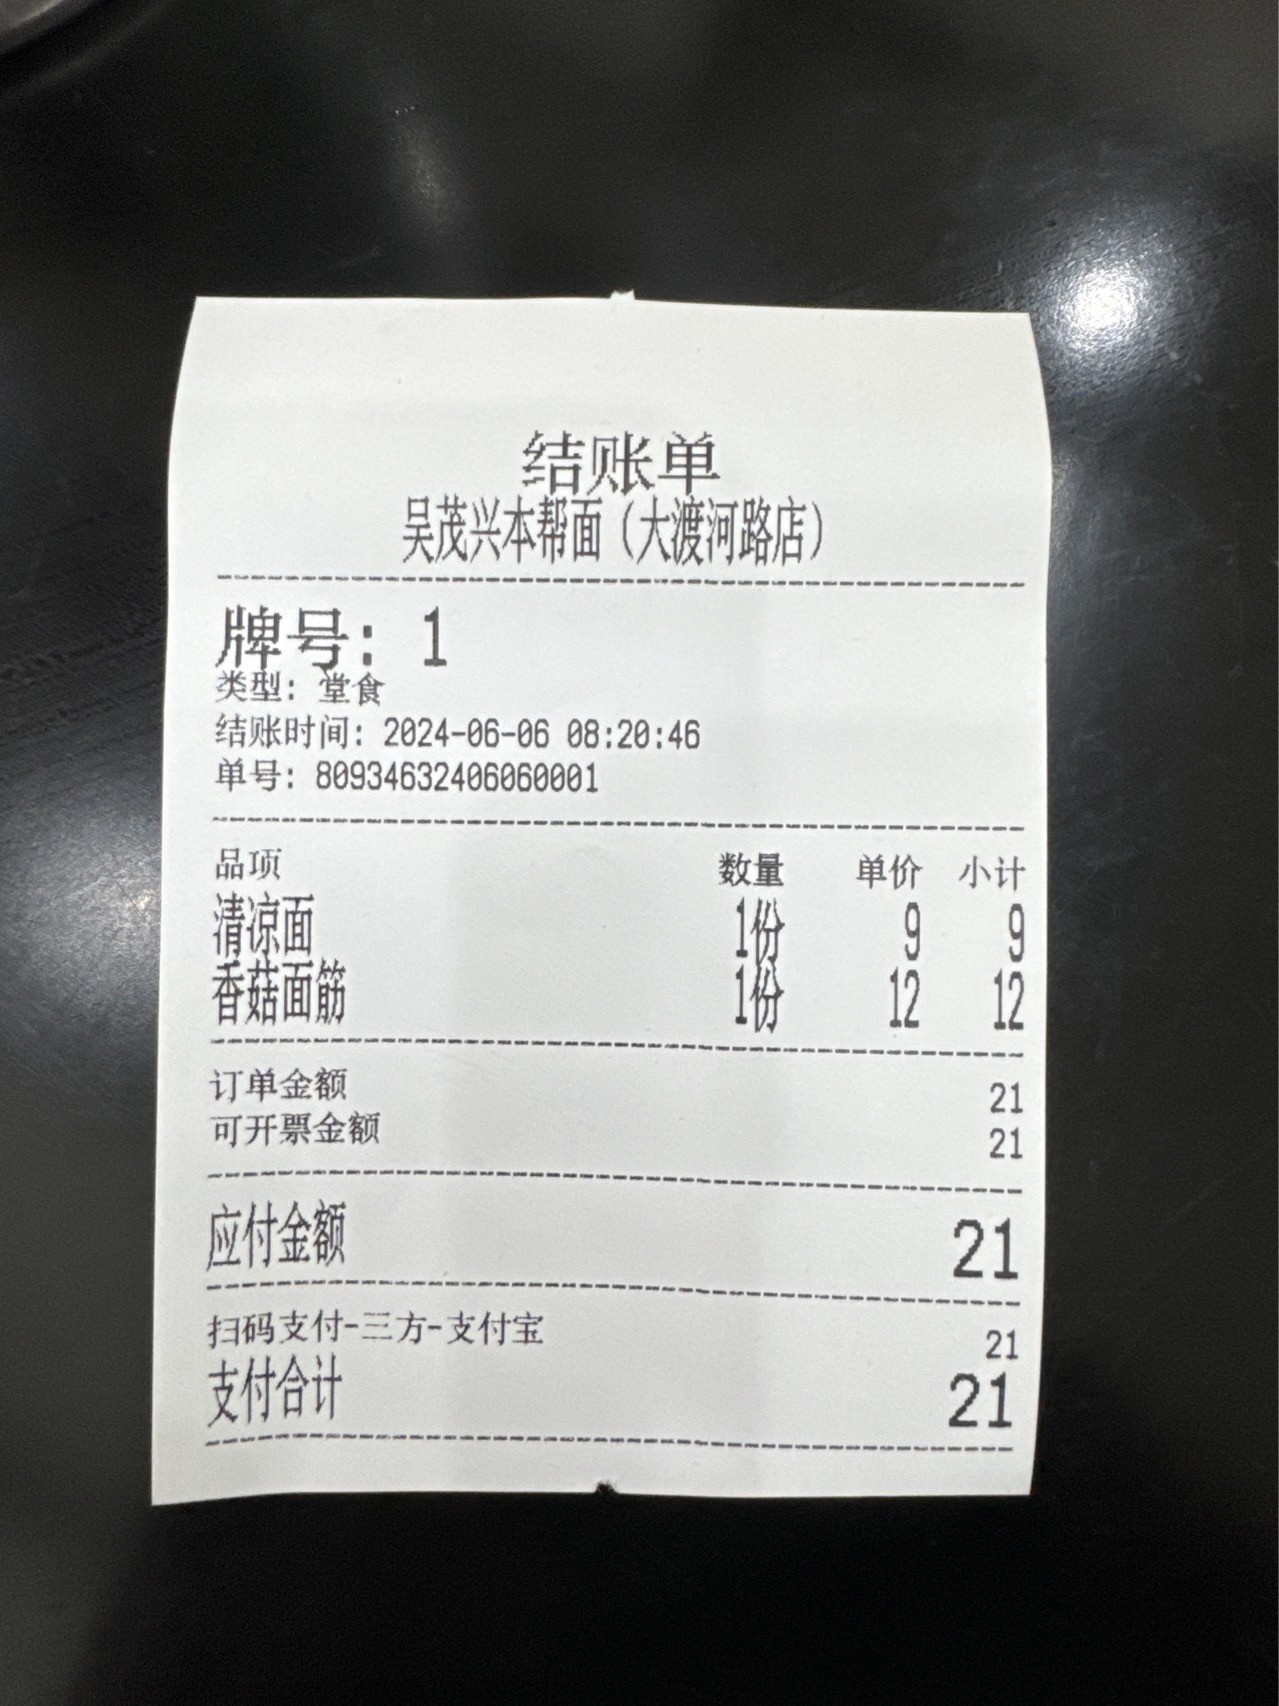 结账单
吴茂兴本帮面（大渡河路店）
牌号: 1
类型: 堂食
结账时间: 2024-06-06 08:20:46
单号: 80934632406060001
品项 数量 单价 小计
清凉面 1份 9 9
香菇面筋 1份 12 12
订单金额 21
可开票金额 21
应付金额 21
扫码支付-三方-支付宝 21
支付合计 21